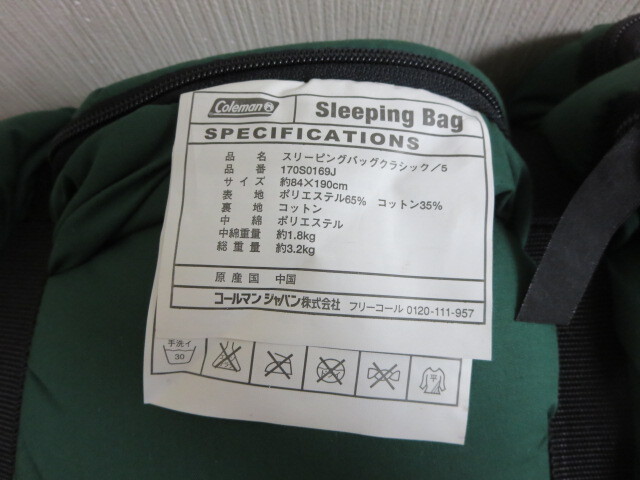 Coleman Sleeping Bag
SPECIFICATIONS
品名 スリーピングバッグクラシック/5
品番 170S0169J
サイズ 約84×190cm
表地 ポリエステル65% コットン35%
裏地 コットン
中綿 ポリエステル
中綿重量 約1.8kg
総重量 約3.2kg
原産国 中国
コールマン ジャパン株式会社 フリーコール 0120-111-957
手洗イ
30
平